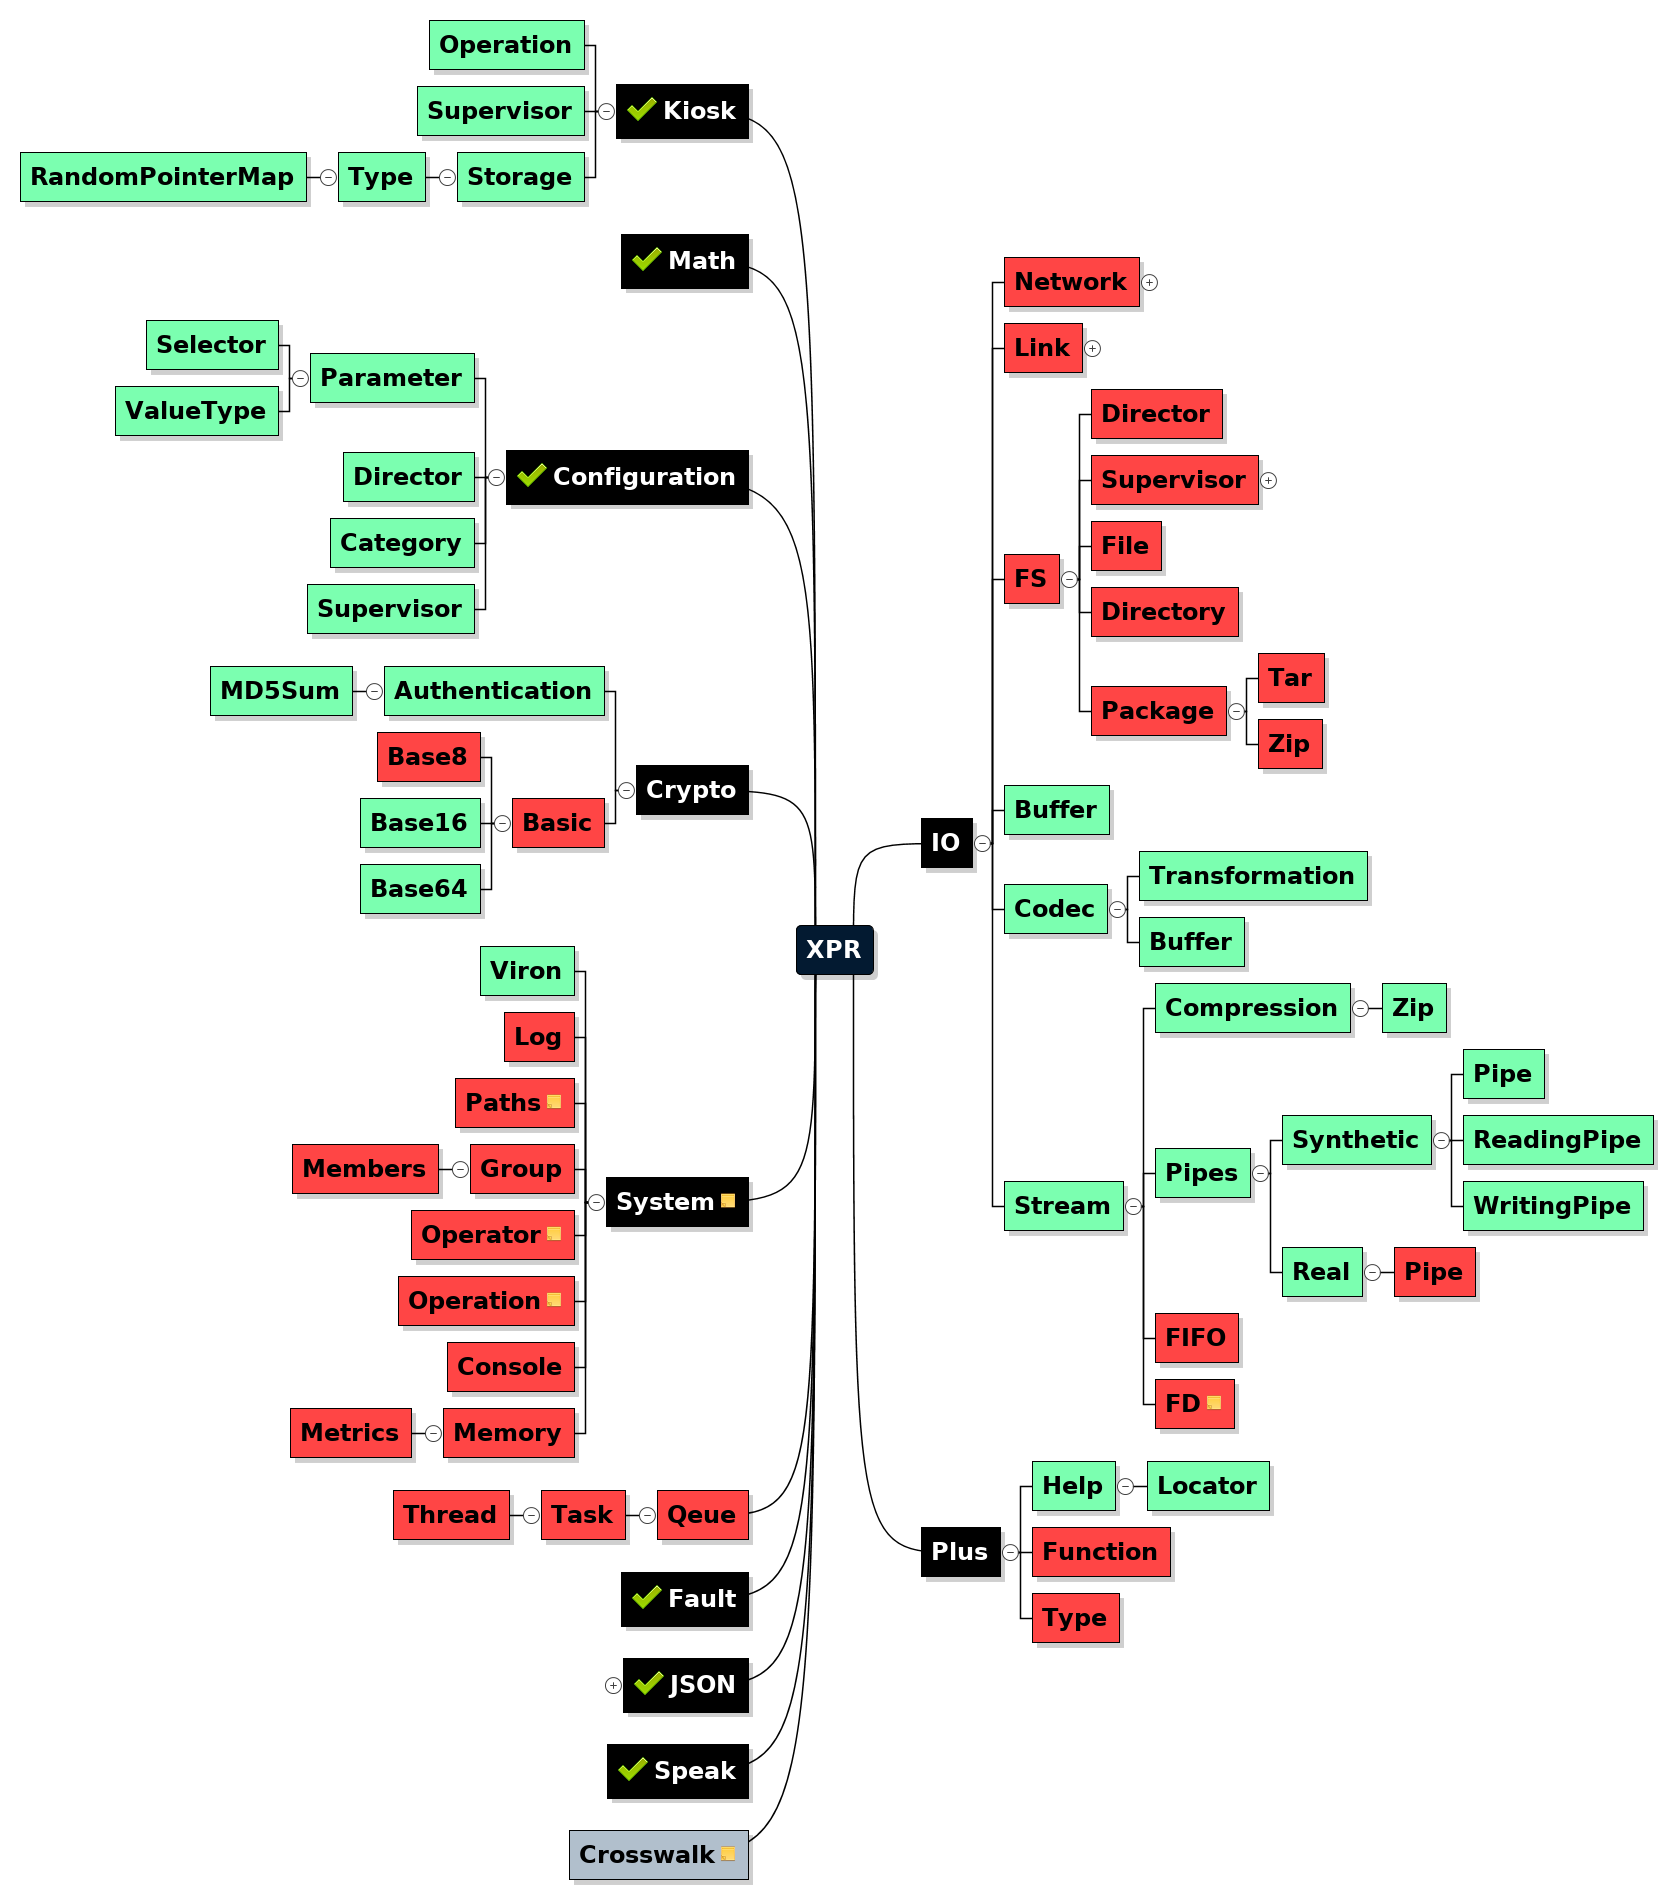 Operation
Kiosk
Supervisor
RandomPointerMap
Type
Storage
Math
Selector
Parameter
ValueType
Director
Configuration
Category
Supervisor
MD5Sum
Authentication
Base8
Crypto
Base16
Basic
Base64
Viron
Log
Paths
Members
Group
System
Operator
Operation
Console
Metrics
Memory
Thread
Task
Qeue
Fault
JSON
Speak
Crosswalk
XPR
Network
Link
Director
Supervisor
File
FS
Directory
Tar
Package
Zip
Buffer
IO
Transformation
Codec
Buffer
Compression
Zip
Pipe
Synthetic
ReadingPipe
Pipes
WritingPipe
Stream
Real
Pipe
FIFO
FD
Help
Locator
Plus
Function
Type